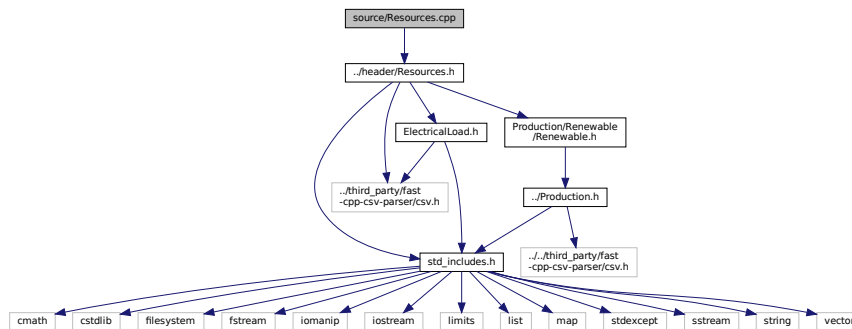 source/Resources.cpp
../header/Resources.h
ElectricalLoad.h
Production/Renewable
/Renewable.h
../third_party/fast
-cpp-csv-parser/csv.h
../Production.h
std_includes.h
../../third_party/fast
-cpp-csv-parser/csv.h
cmath
cstdlib
filesystem
fstream
iomanip
iostream
limits
list
map
stdexcept
sstream
string
vector